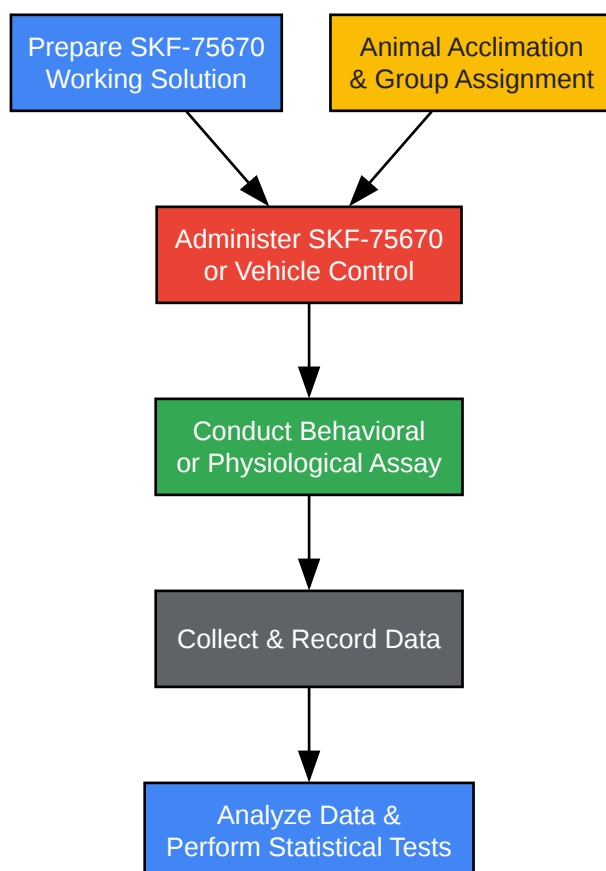 Prepare SKF-75670
Working Solution
Animal Acclimation
& Group Assignment
Administer SKF-75670
or Vehicle Control
Conduct Behavioral
or Physiological Assay
Collect & Record Data
Analyze Data &
Perform Statistical Tests